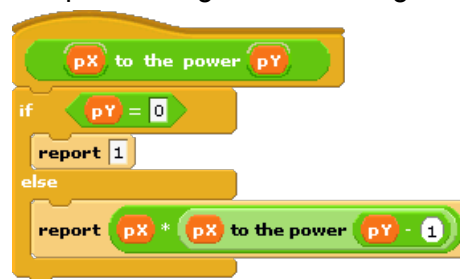 pX to the power pY
if pY = 0
report 1
else
report pX * pX to the power pY - 1